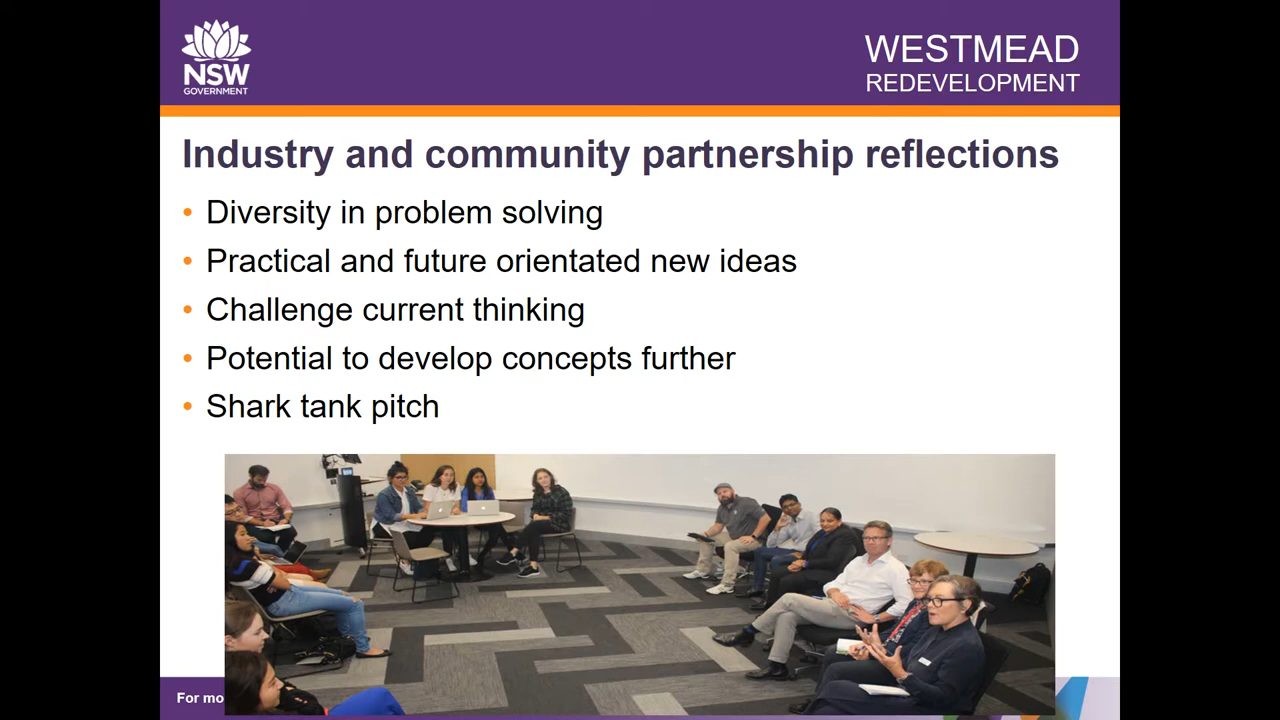 NSW
GOVERNMENT
WESTMEAD
REDEVELOPMENT
Industry and community partnership reflections
• Diversity in problem solving
• Practical and future orientated new ideas
• Challenge current thinking
• Potential to develop concepts further
• Shark tank pitch
For mo